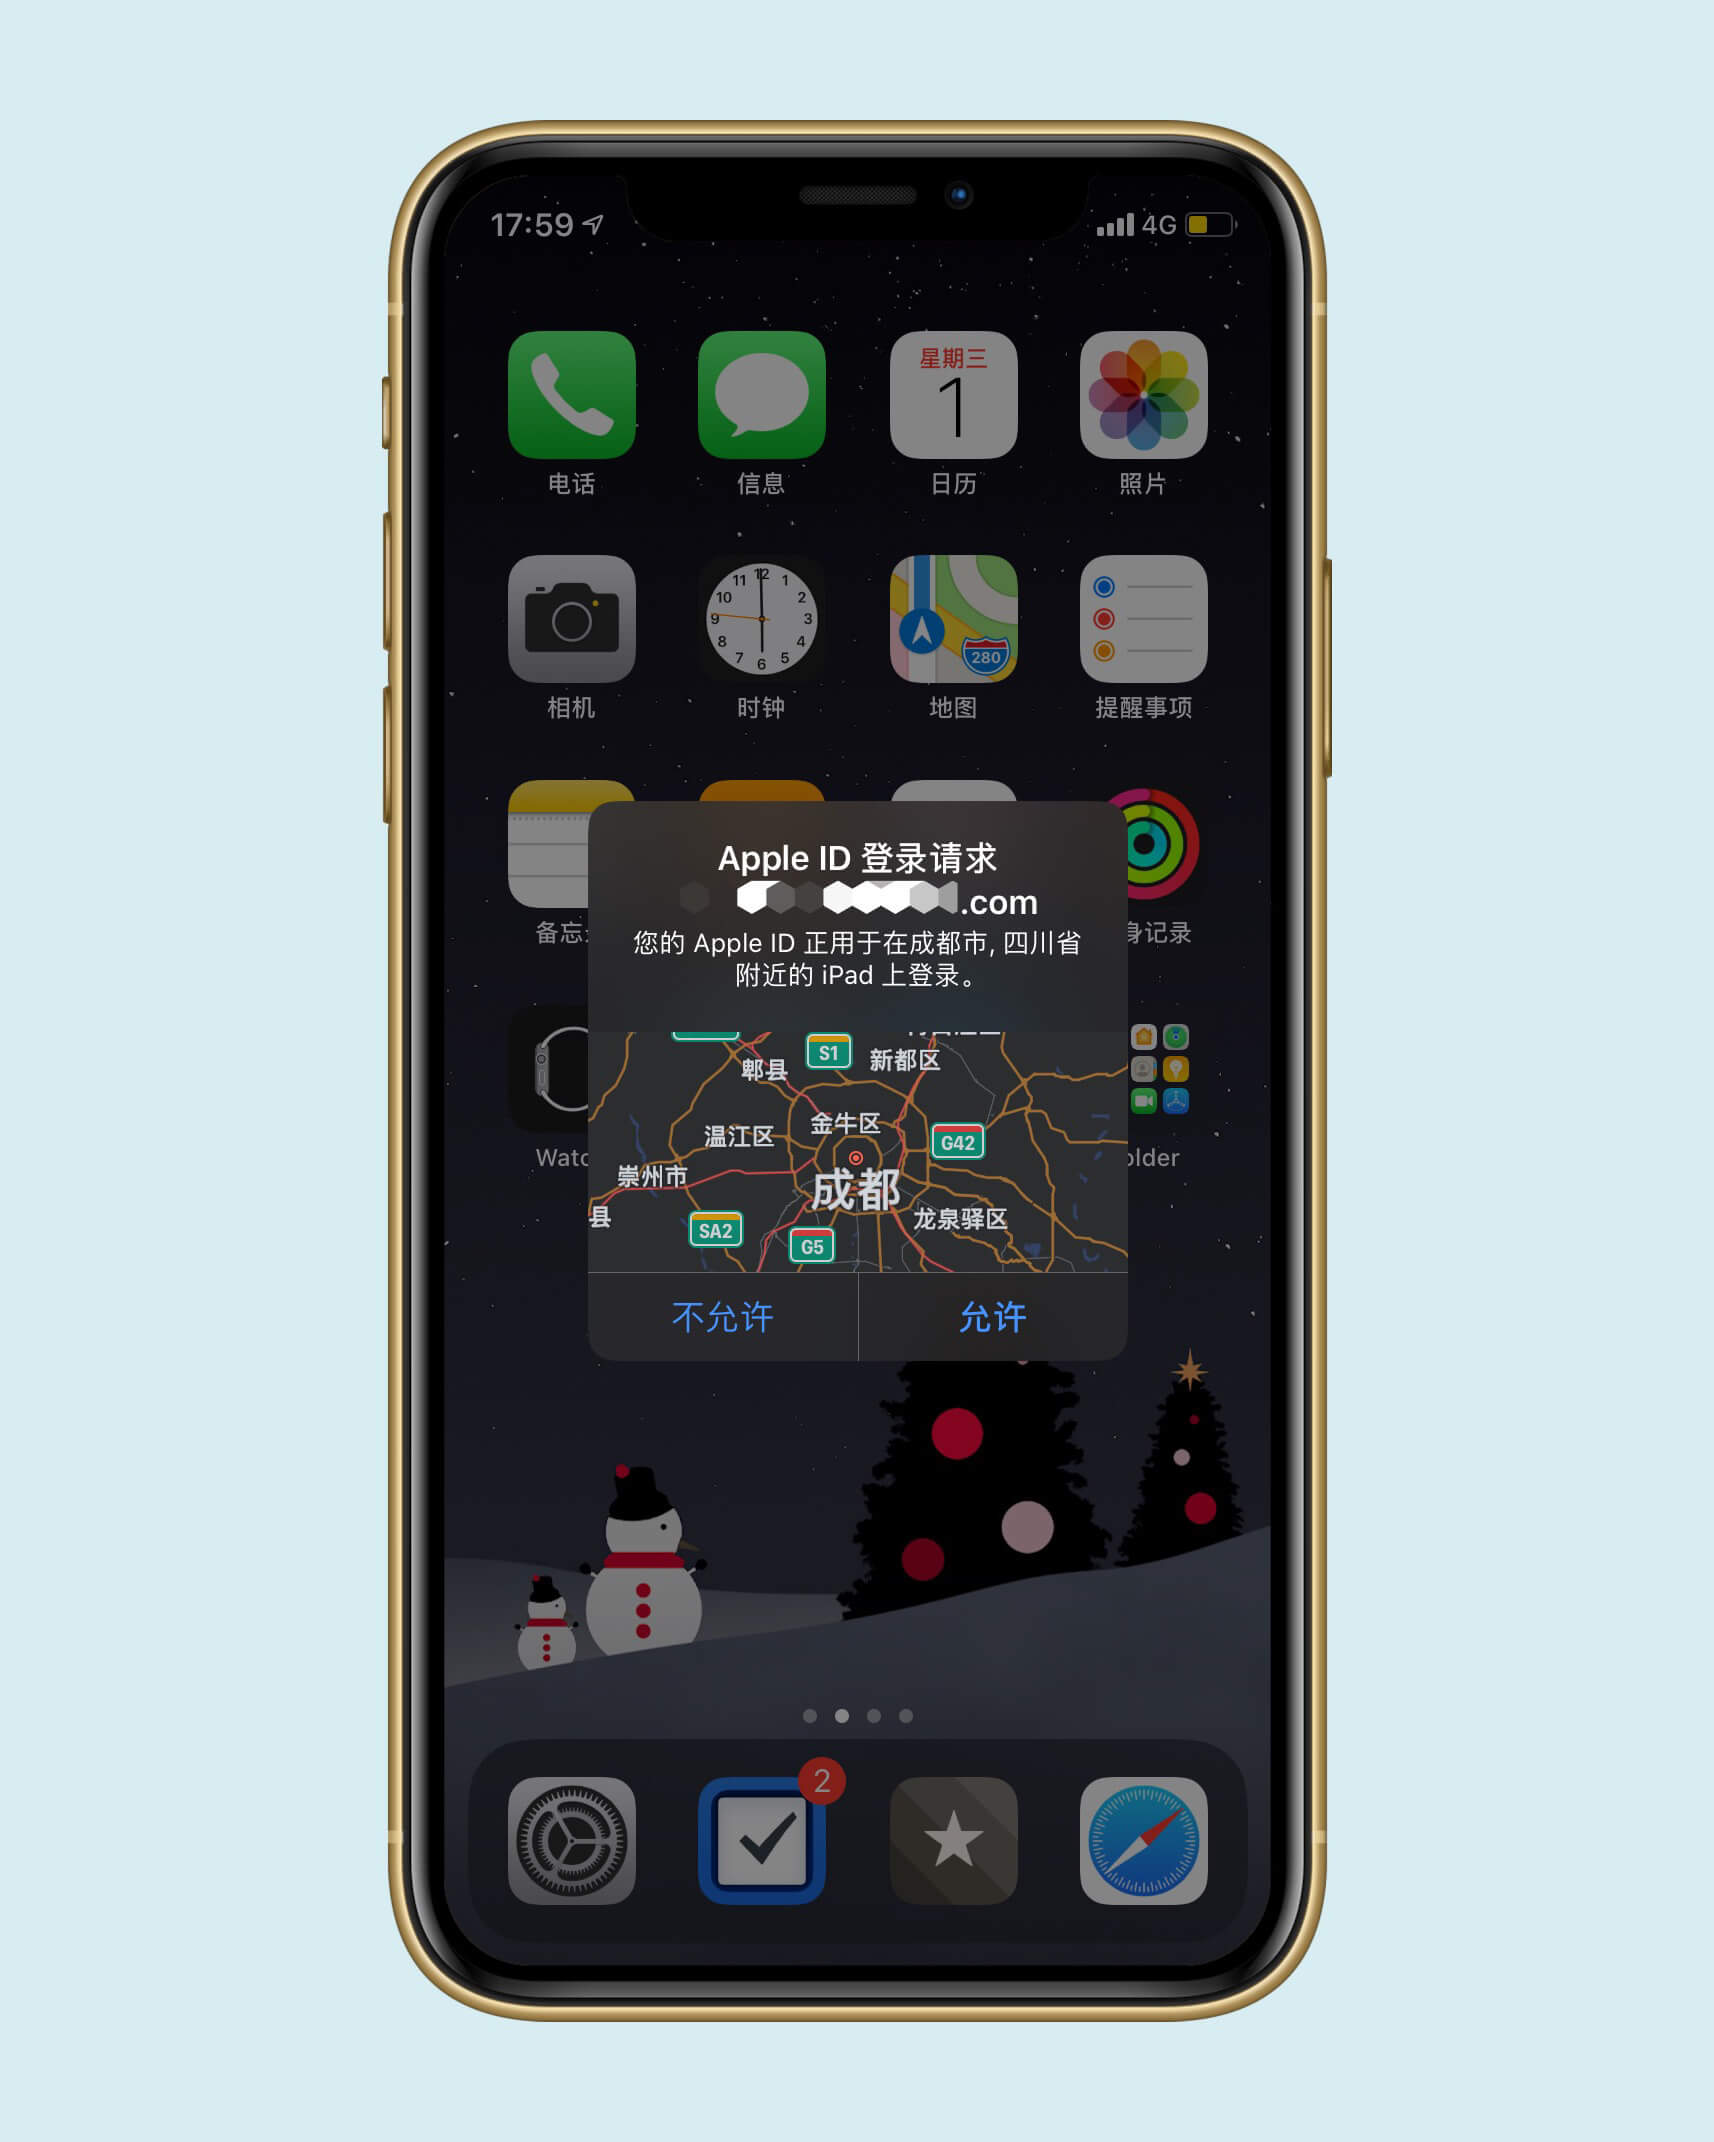 17:59
4G
星期三
1
电话
信息
日历
照片
12
11
1
10
2
9
3
8
4
7
5
6
280
相机
时钟
地图
提醒事项
Apple ID 登录请求
.com
您的 Apple ID 正用于在成都市, 四川省
附近的 iPad 上登录。
备忘
身记录
S1
新都区
郫县
金牛区
温江区
G42
崇州市
成都
县
SA2
G5
龙泉驿区
Watc
older
不允许
允许
2